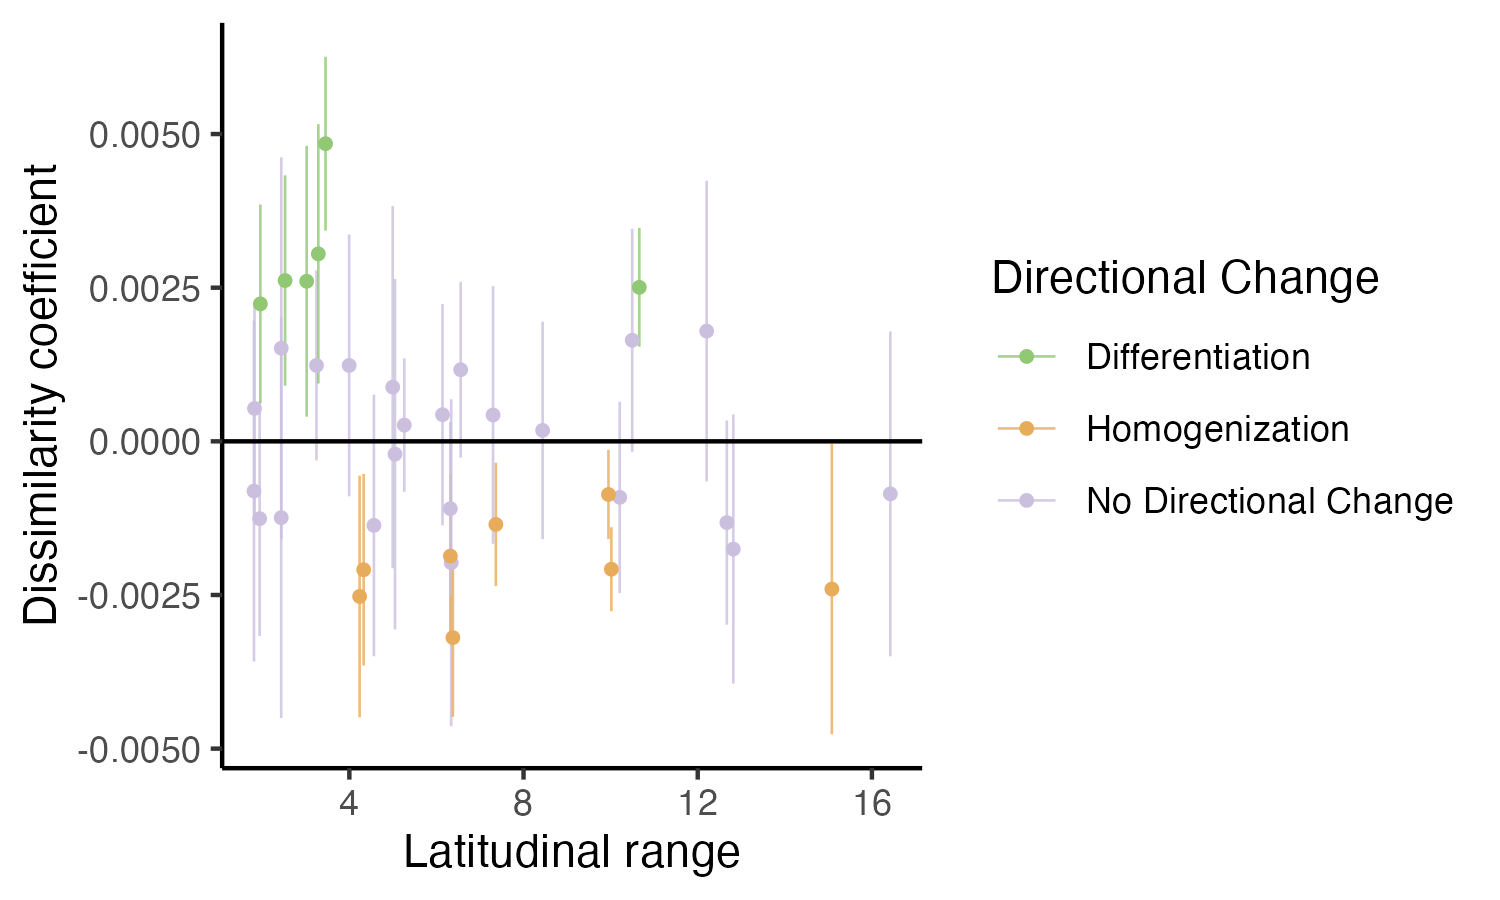 Dissimilarity coefficient
0.0050
0.0025
0.0000
-0.0025
-0.0050
4 8 12 16
Latitudinal range
Directional Change
Differentiation
Homogenization
No Directional Change